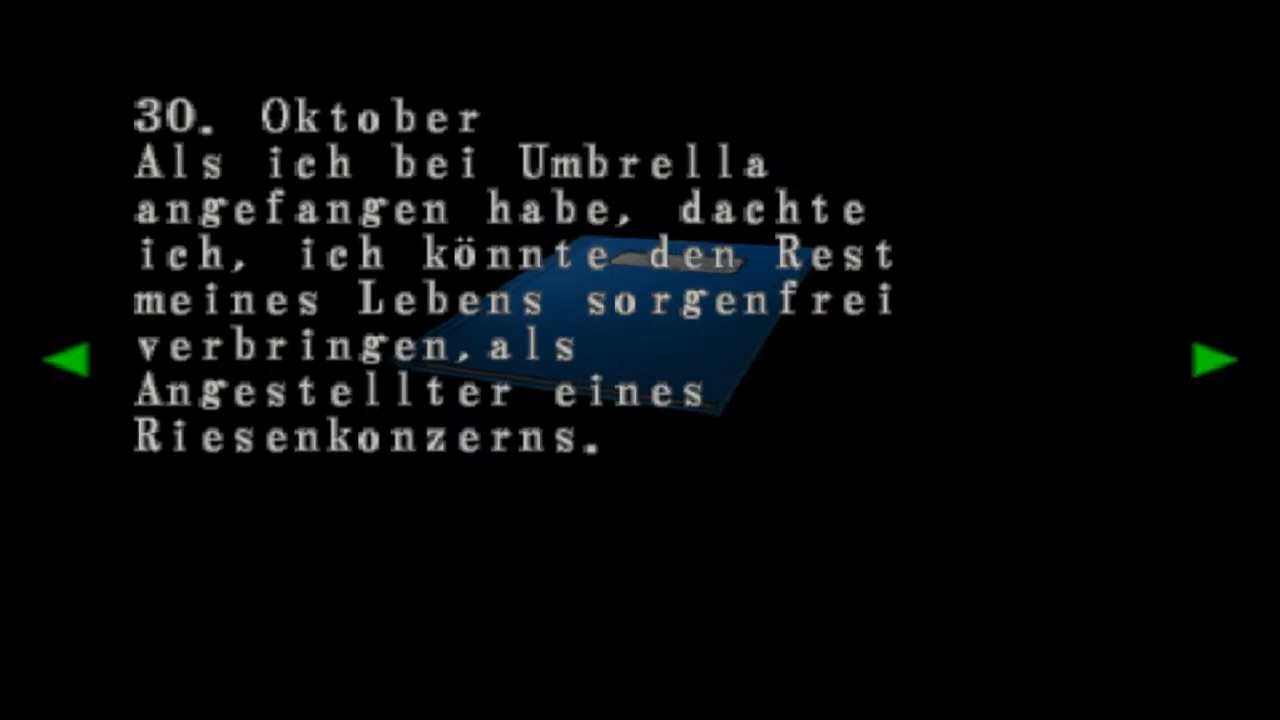 30. Oktober
Als ich bei Umbrella
angefangen habe, dachte
ich, ich könnte den Rest
meines Lebens sorgenfrei
verbringen,als
Angestellter eines
Riesenkonzerns.